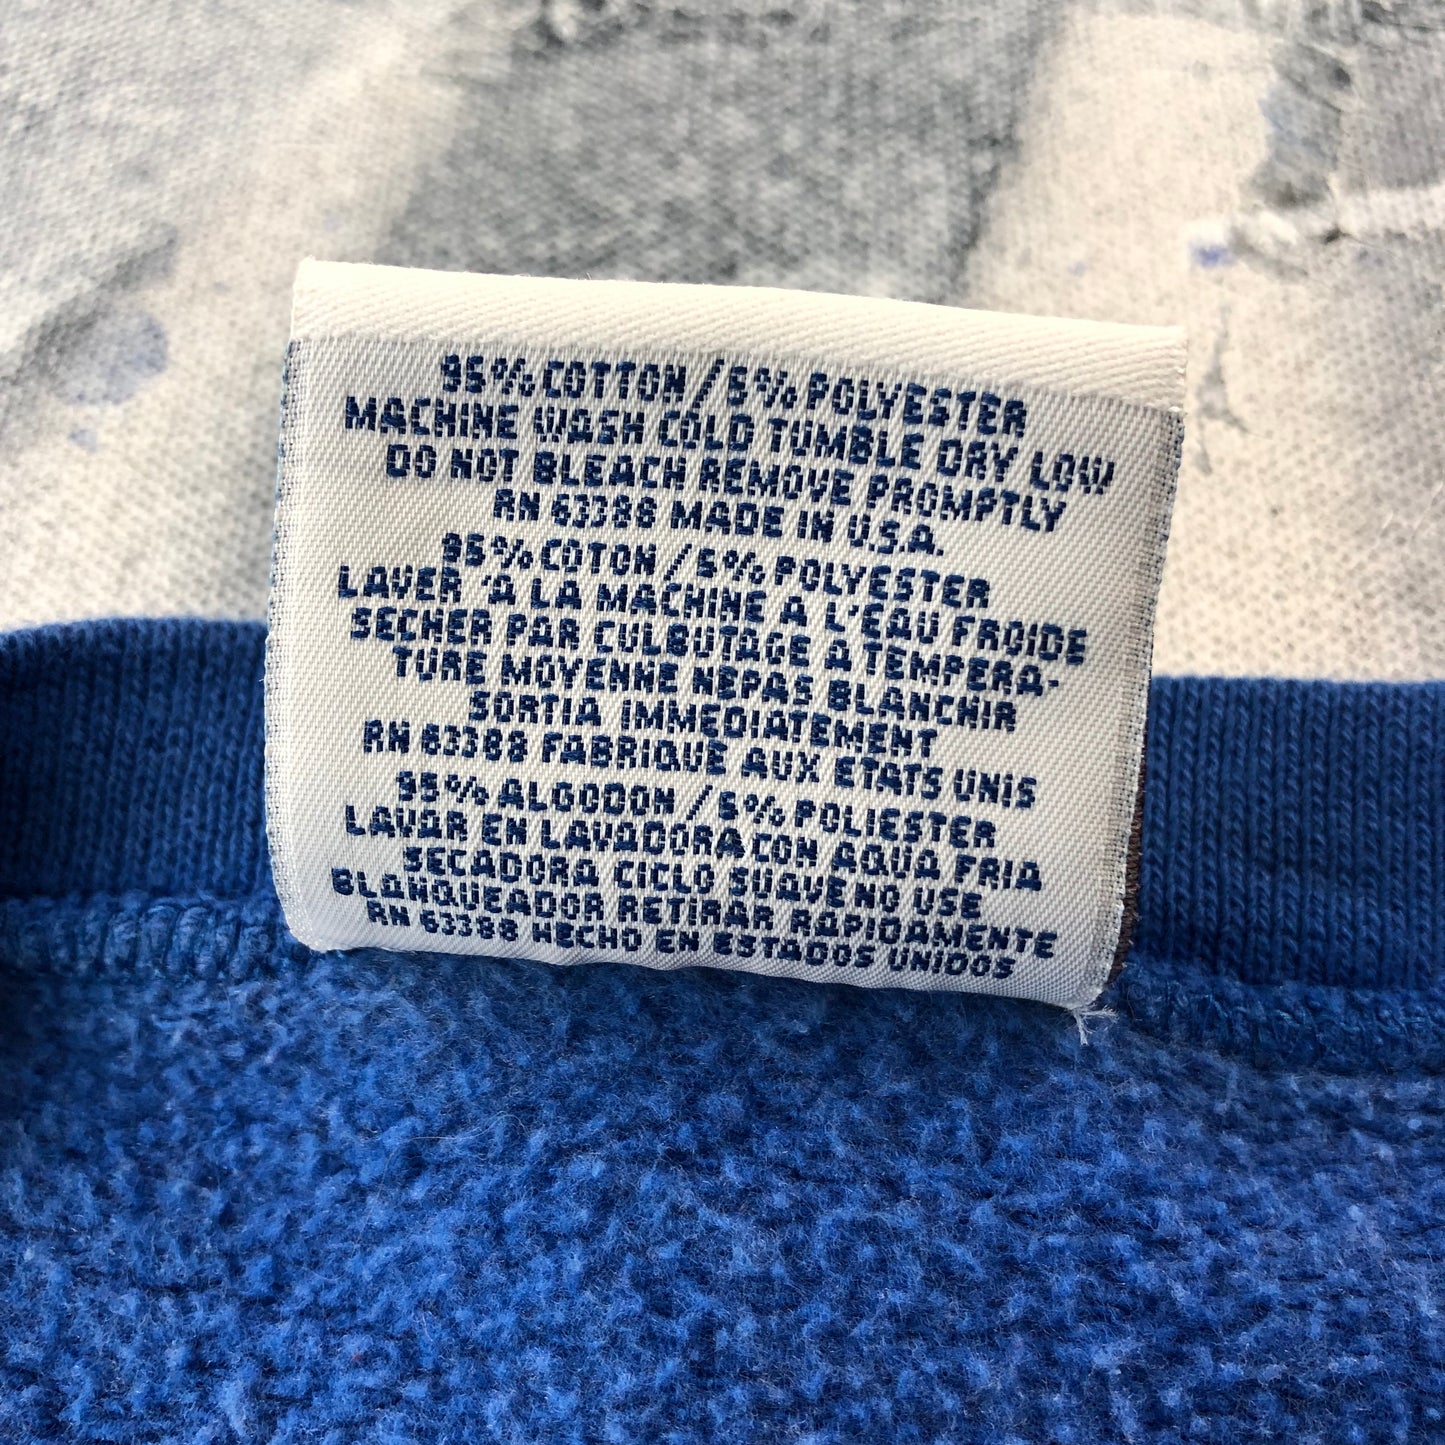 95% COTTON / 5% POLYESTER
MACHINE WASH COLD TUMBLE DRY LOW
DO NOT BLEACH REMOVE PROMPTLY
RN 63388 MADE IN U.S.A.
95% COTON / 5% POLYESTER
LAVER 'A LA MACHINE A L'EAU FROIDE
SECHER PAR CULBUTAGE A TEMPERA-
TURE MOYENNE NEPAS BLANCHIR
SORTIA IMMEDIATEMENT
RN 63388 FABRIQUE AUX ETATS UNIS
95% ALGODON / 5% POLIESTER
LAVAR EN LAVADORA CON AQUA FRIA
SECADORA CICLO SUAVE NO USE
BLANQUEADOR RETIRAR RAPIDAMENTE
RN 63388 HECHO EN ESTADOS UNIDOS